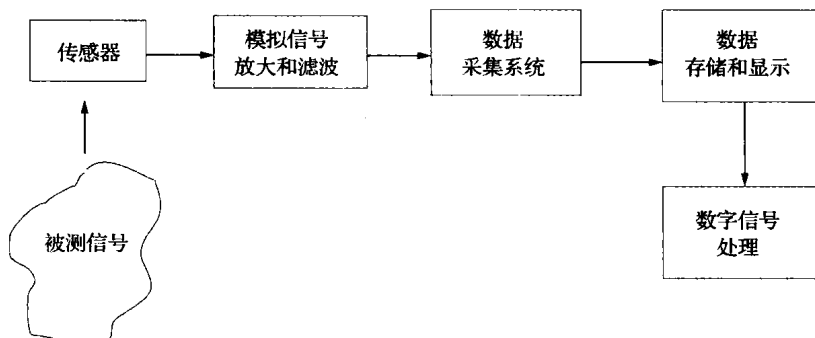 传感器
模拟信号
放大和滤波
数据
采集系统
数据
存储和显示
被测信号
数字信号
处理